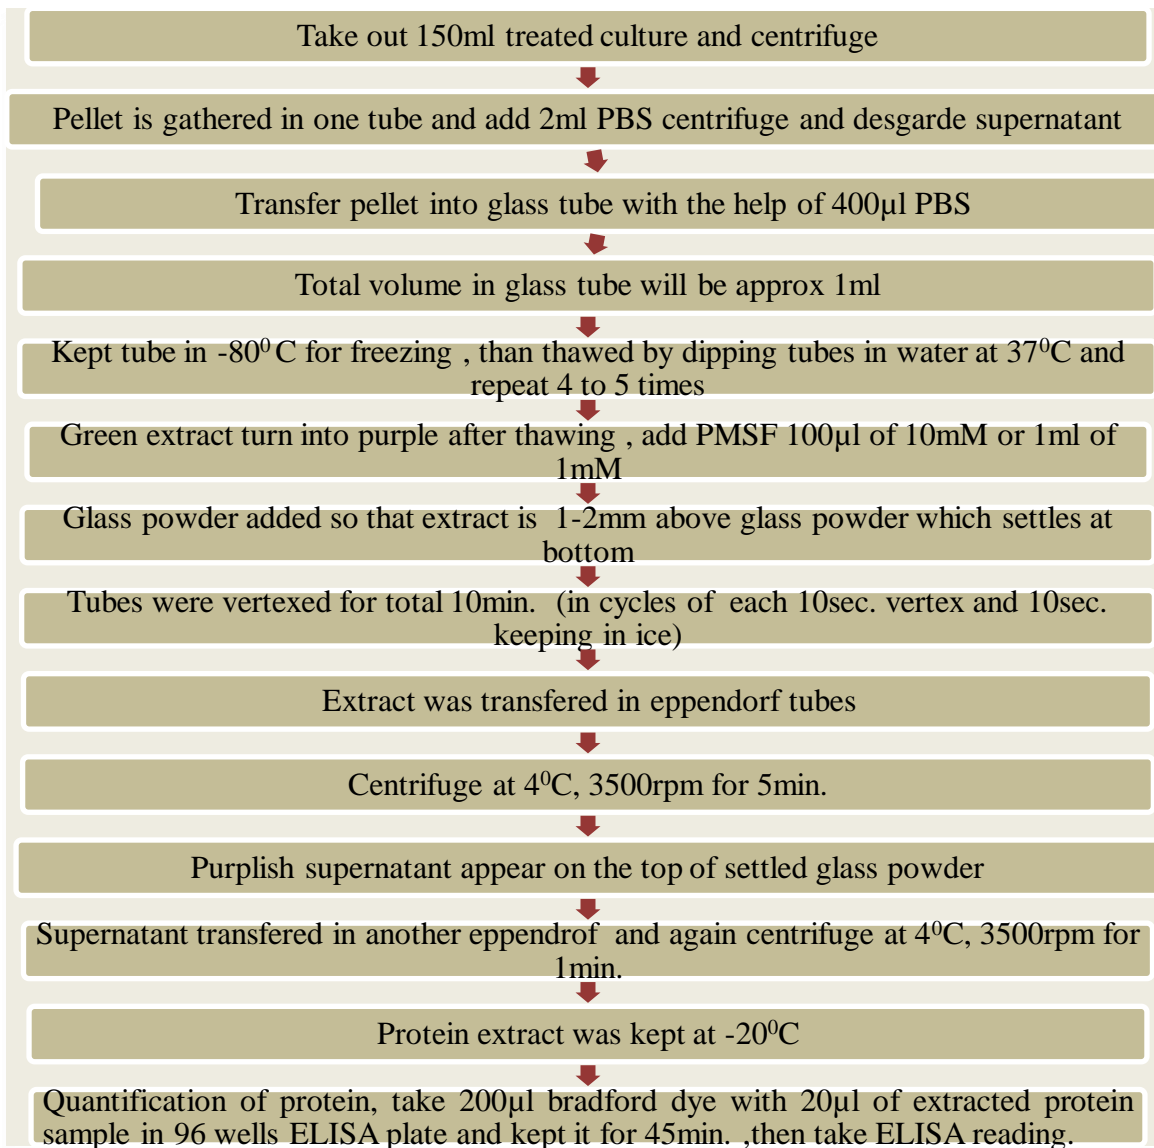 Take out 150ml treated culture and centrifuge
Pellet is gathered in one tube and add 2ml PBS centrifuge and desgarde supernatant
Transfer pellet into glass tube with the help of 400µl PBS
Total volume in glass tube will be approx 1ml
Kept tube in -80⁰ C for freezing , than thawed by dipping tubes in water at 37⁰C and
repeat 4 to 5 times
Green extract turn into purple after thawing , add PMSF 100µl of 10mM or 1ml of
1mM
Glass powder added so that extract is 1-2mm above glass powder which settles at
bottom
Tubes were vertexed for total 10min. (in cycles of each 10sec. vertex and 10sec.
keeping in ice)
Extract was transfered in eppendorf tubes
Centrifuge at 4⁰C, 3500rpm for 5min.
Purplish supernatant appear on the top of settled glass powder
Supernatant transfered in another eppendrof and again centrifuge at 4⁰C, 3500rpm for
1min.
Protein extract was kept at -20⁰C
Quantification of protein, take 200µl bradford dye with 20µl of extracted protein
sample in 96 wells ELISA plate and kept it for 45min. ,then take ELISA reading.